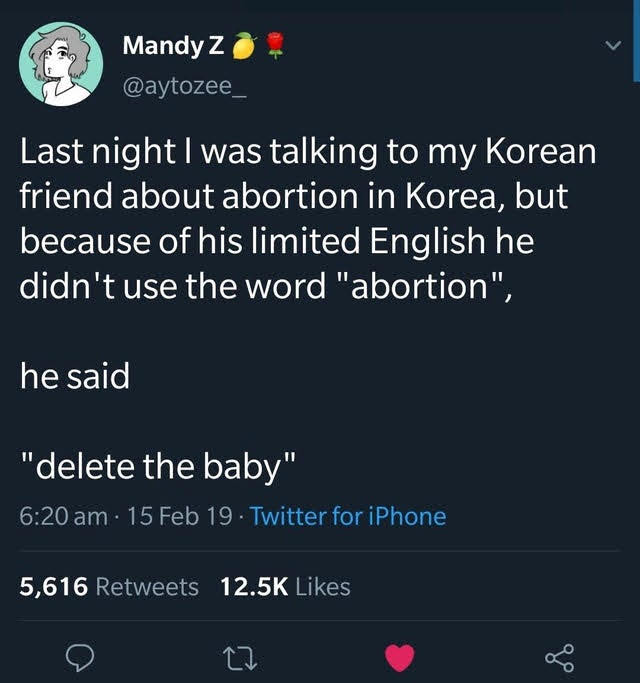 Mandy Z 🍋🌹
@aytozee_
Last night I was talking to my Korean
friend about abortion in Korea, but
because of his limited English he
didn't use the word "abortion",
he said
"delete the baby"
6:20 am · 15 Feb 19 · Twitter for iPhone
5,616 Retweets 12.5K Likes